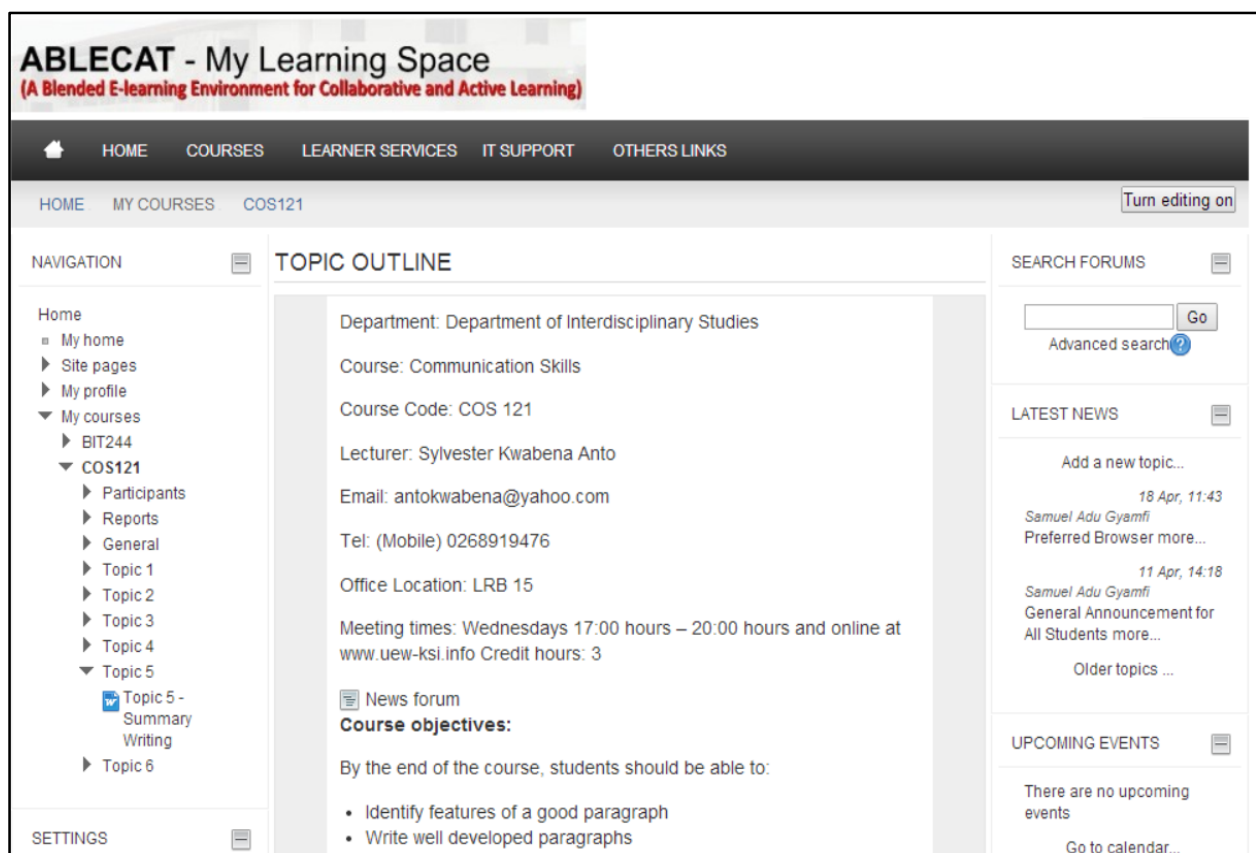 ABLECAT - My Learning Space
(A Blended E-learning Environment for Collaborative and Active Learning)
HOME COURSES LEARNER SERVICES IT SUPPORT OTHERS LINKS
HOME MY COURSES COS121
Turn editing on
NAVIGATION
Home
My home
Site pages
My profile
My courses
BIT244
COS121
Participants
Reports
General
Topic 1
Topic 2
Topic 3
Topic 4
Topic 5
Topic 5 -
Summary
Writing
Topic 6
SETTINGS
TOPIC OUTLINE
Department: Department of Interdisciplinary Studies
Course: Communication Skills
Course Code: COS 121
Lecturer: Sylvester Kwabena Anto
Email: antokwabena@yahoo.com
Tel: (Mobile) 0268919476
Office Location: LRB 15
Meeting times: Wednesdays 17:00 hours – 20:00 hours and online at
www.uew-ksi.info Credit hours: 3
News forum
Course objectives:
By the end of the course, students should be able to:
• Identify features of a good paragraph
• Write well developed paragraphs
SEARCH FORUMS
Go
Advanced search?
LATEST NEWS
Add a new topic...
18 Apr, 11:43
Samuel Adu Gyamfi
Preferred Browser more...
11 Apr, 14:18
Samuel Adu Gyamfi
General Announcement for
All Students more...
Older topics ...
UPCOMING EVENTS
There are no upcoming
events
Go to calendar...